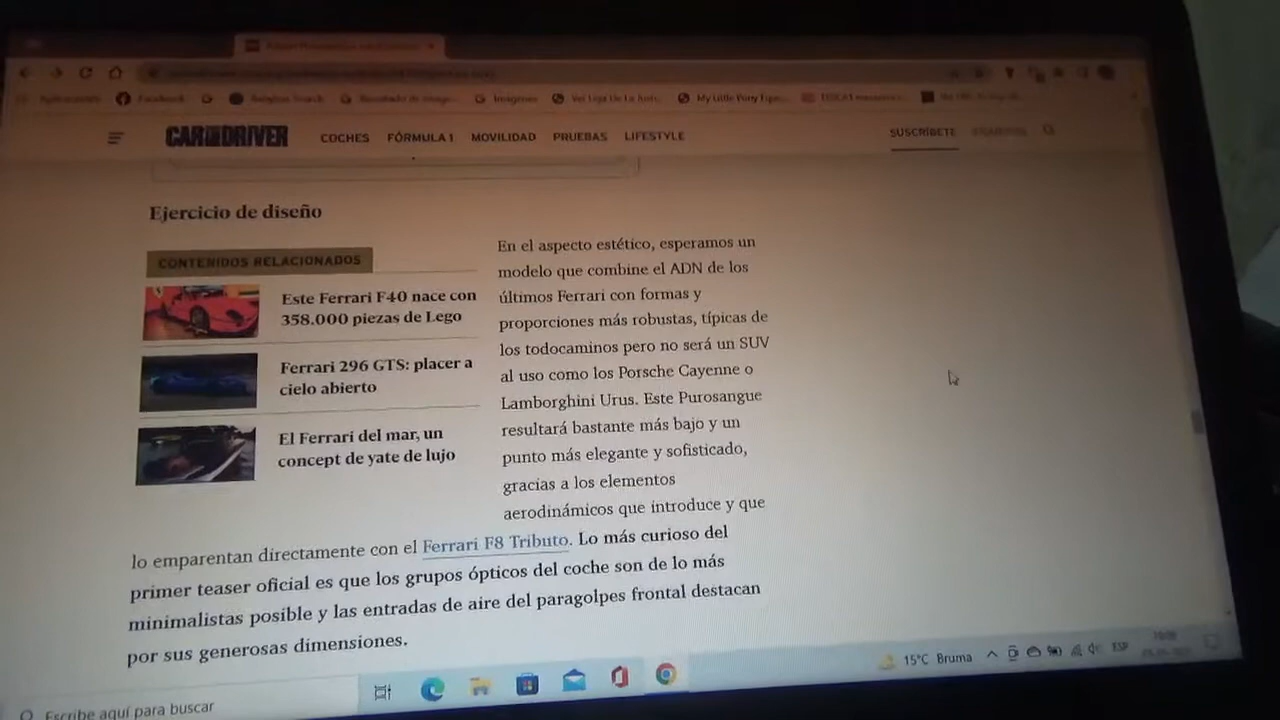 Facebook
Imágenes
CAR and DRIVER
COCHES FÓRMULA 1 MOVILIDAD PRUEBAS LIFESTYLE
SUSCRÍBETE
Ejercicio de diseño
CONTENIDOS RELACIONADOS
Este Ferrari F40 nace con
358.000 piezas de Lego
Ferrari 296 GTS: placer a
cielo abierto
El Ferrari del mar, un
concept de yate de lujo
En el aspecto estético, esperamos un
modelo que combine el ADN de los
últimos Ferrari con formas y
proporciones más robustas, típicas de
los todocaminos pero no será un SUV
al uso como los Porsche Cayenne o
Lamborghini Urus. Este Purosangue
resultará bastante más bajo y un
punto más elegante y sofisticado,
gracias a los elementos
aerodinámicos que introduce y que
lo emparentan directamente con el Ferrari F8 Tributo. Lo más curioso del
primer teaser oficial es que los grupos ópticos del coche son de lo más
minimalistas posible y las entradas de aire del paragolpes frontal destacan
por sus generosas dimensiones.
Escribe aquí para buscar
15°C Bruma
ESP